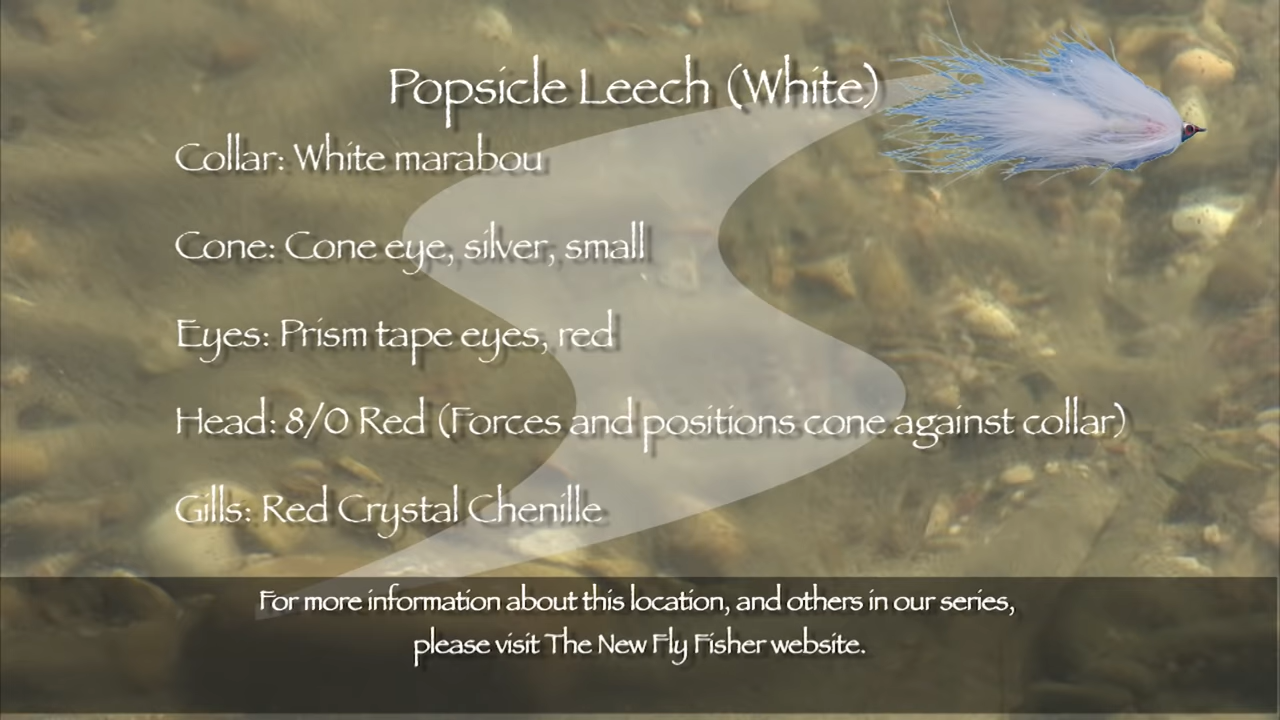 Popsicle Leech (White)
Collar: White marabou
Cone: Cone eye, silver, small
Eyes: Prism tape eyes, red
Head: 8/0 Red (Forces and positions cone against collar)
Gills: Red Crystal Chenille
For more information about this location, and others in our series,
please visit The New Fly Fisher website.